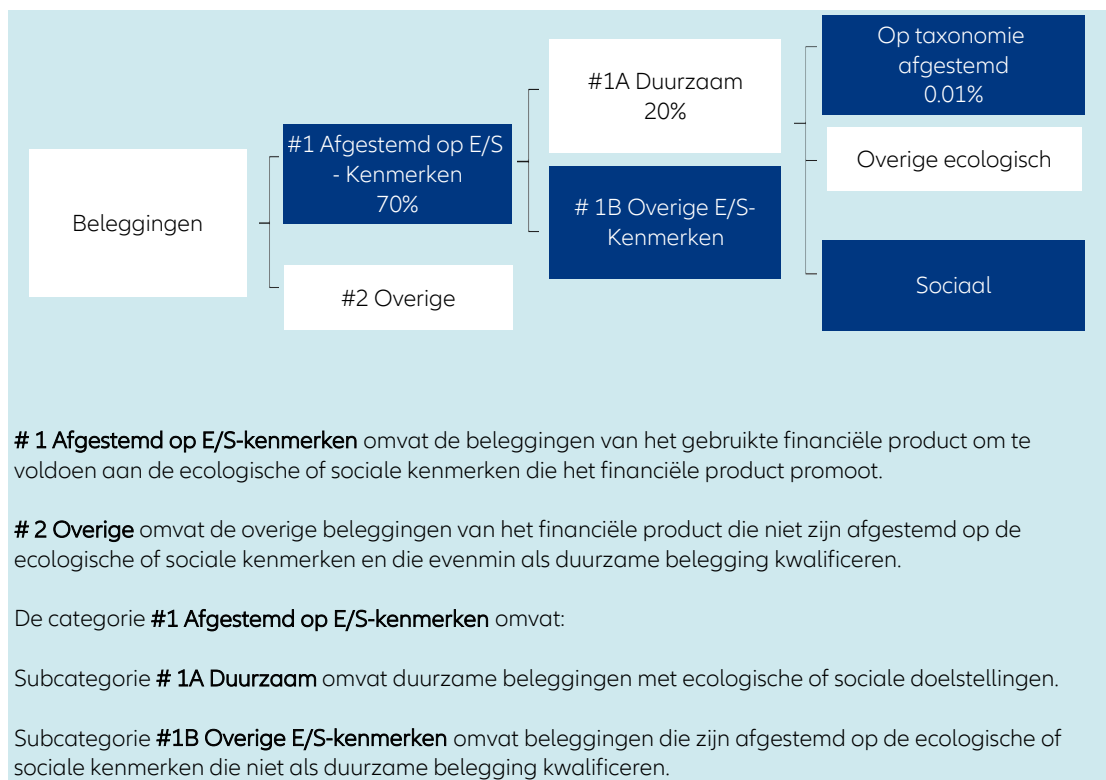 Beleggingen
#1 Afgestemd op E/S
- Kenmerken
70%
#2 Overige
#1A Duurzaam
20%
# 1B Overige E/S-
Kenmerken
Op taxonomie
afgestemd
0.01%
Overige ecologisch
Sociaal
# 1 Afgestemd op E/S-kenmerken omvat de beleggingen van het gebruikte financiële product om te
voldoen aan de ecologische of sociale kenmerken die het financiële product promoot.
# 2 Overige omvat de overige beleggingen van het financiële product die niet zijn afgestemd op de
ecologische of sociale kenmerken en die evenmin als duurzame belegging kwalificeren.
De categorie #1 Afgestemd op E/S-kenmerken omvat:
Subcategorie # 1A Duurzaam omvat duurzame beleggingen met ecologische of sociale doelstellingen.
Subcategorie #1B Overige E/S-kenmerken omvat beleggingen die zijn afgestemd op de ecologische of
sociale kenmerken die niet als duurzame belegging kwalificeren.